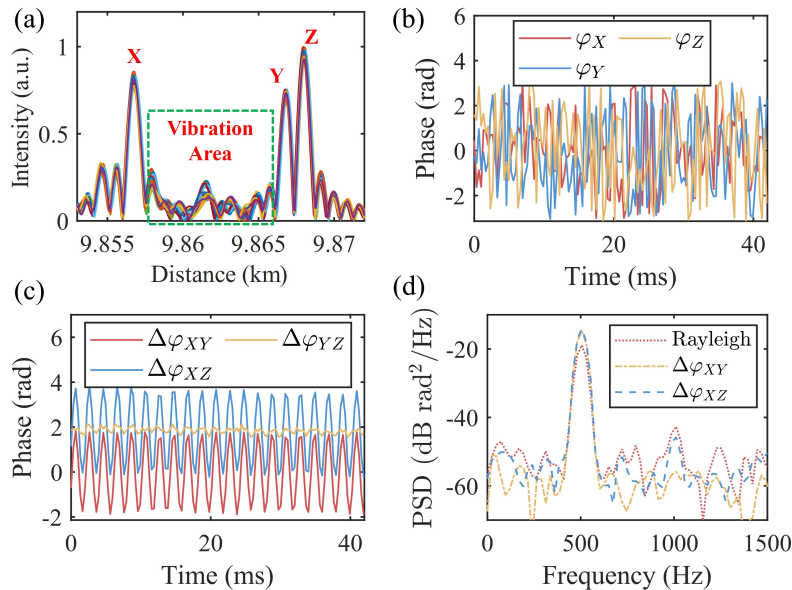 (a)
X
Z
Y
Vibration
Area
Intensity (a.u.)
1
0.5
0
9.855
9.86
9.865
9.87
Distance (km)
(b)
φX
φZ
φY
Phase (rad)
6
4
2
0
-2
0
20
40
Time (ms)
(c)
ΔφXY
ΔφYZ
ΔφXZ
Phase (rad)
6
4
2
0
-2
0
20
40
Time (ms)
(d)
Rayleigh
ΔφXY
ΔφXZ
PSD (dB rad²/Hz)
-20
-40
-60
0
500
1000
1500
Frequency (Hz)